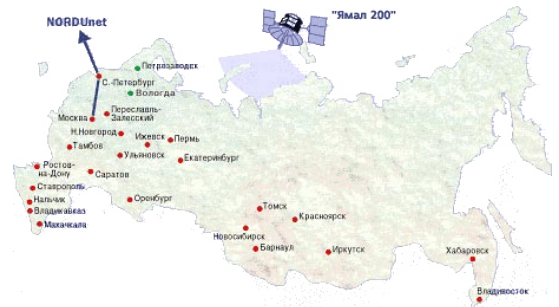 "Ямал 200"
NORDUnet
Петрозаводск
С.-Петербург
Вологда
Переславль-
Залесский
Москва
Н.Новгород
Ижевск
Пермь
Тамбов
Ульяновск
Екатеринбург
Ростов-
на-Дону
Саратов
Ставрополь
Оренбург
Нальчик
Владикавказ
Махачкала
Томск
Красноярск
Новосибирск
Барнаул
Иркутск
Хабаровск
Владивосток